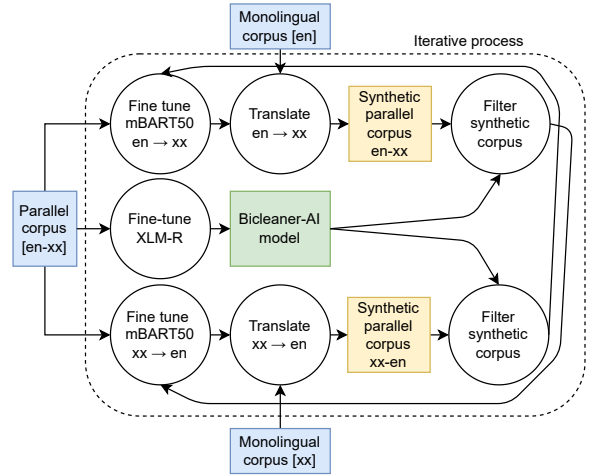 Monolingual
corpus [en]
Iterative process
Fine tune
mBART50
en → xx
Translate
en → xx
Synthetic
parallel
corpus
en-xx
Filter
synthetic
corpus
Parallel
corpus
[en-xx]
Fine-tune
XLM-R
Bicleaner-AI
model
Fine tune
mBART50
xx → en
Translate
xx → en
Synthetic
parallel
corpus
xx-en
Filter
synthetic
corpus
Monolingual
corpus [xx]